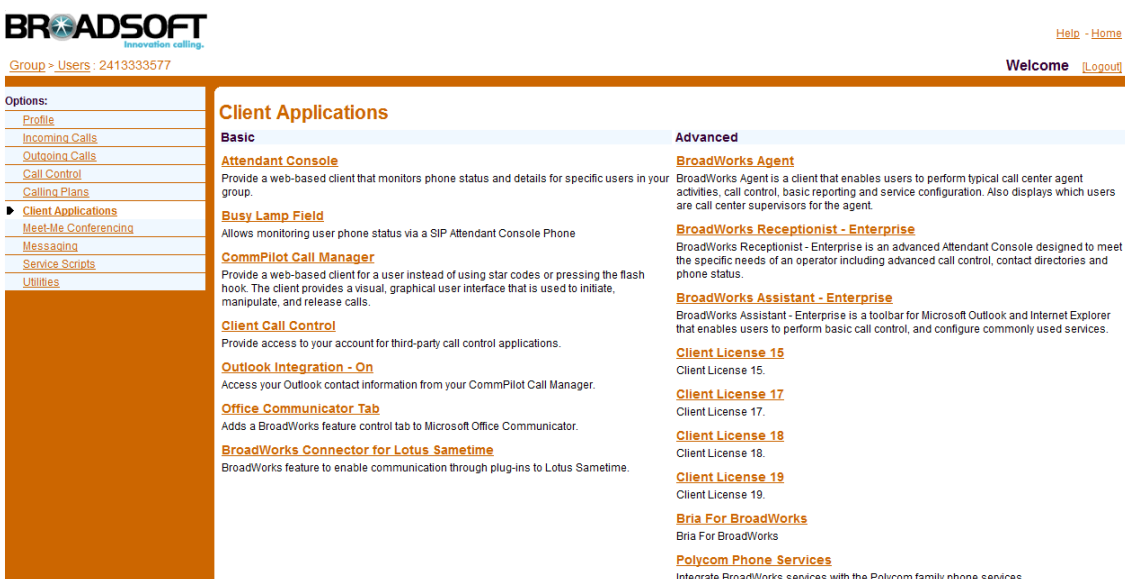 BROADSOFT
Innovation calling.
Help - Home
Group > Users : 2413333577
Welcome [Logout]
Options:
Profile
Incoming Calls
Outgoing Calls
Call Control
Calling Plans
Client Applications
Meet-Me Conferencing
Messaging
Service Scripts
Utilities
Client Applications
Basic
Attendant Console
Provide a web-based client that monitors phone status and details for specific users in your
group.
Busy Lamp Field
Allows monitoring user phone status via a SIP Attendant Console Phone
CommPilot Call Manager
Provide a web-based client for a user instead of using star codes or pressing the flash
hook. The client provides a visual, graphical user interface that is used to initiate,
manipulate, and release calls.
Client Call Control
Provide access to your account for third-party call control applications.
Outlook Integration - On
Access your Outlook contact information from your CommPilot Call Manager.
Office Communicator Tab
Adds a BroadWorks feature control tab to Microsoft Office Communicator.
BroadWorks Connector for Lotus Sametime
BroadWorks feature to enable communication through plug-ins to Lotus Sametime.
Advanced
BroadWorks Agent
BroadWorks Agent is a client that enables users to perform typical call center agent
activities, call control, basic reporting and service configuration. Also displays which users
are call center supervisors for the agent.
BroadWorks Receptionist - Enterprise
BroadWorks Receptionist - Enterprise is an advanced Attendant Console designed to meet
the specific needs of an operator including advanced call control, contact directories and
phone status.
BroadWorks Assistant - Enterprise
BroadWorks Assistant - Enterprise is a toolbar for Microsoft Outlook and Internet Explorer
that enables users to perform basic call control, and configure commonly used services.
Client License 15
Client License 15.
Client License 17
Client License 17.
Client License 18
Client License 18.
Client License 19
Client License 19.
Bria For BroadWorks
Bria For BroadWorks
Polycom Phone Services
Integrate BroadWorks services with the Polycom family phone services